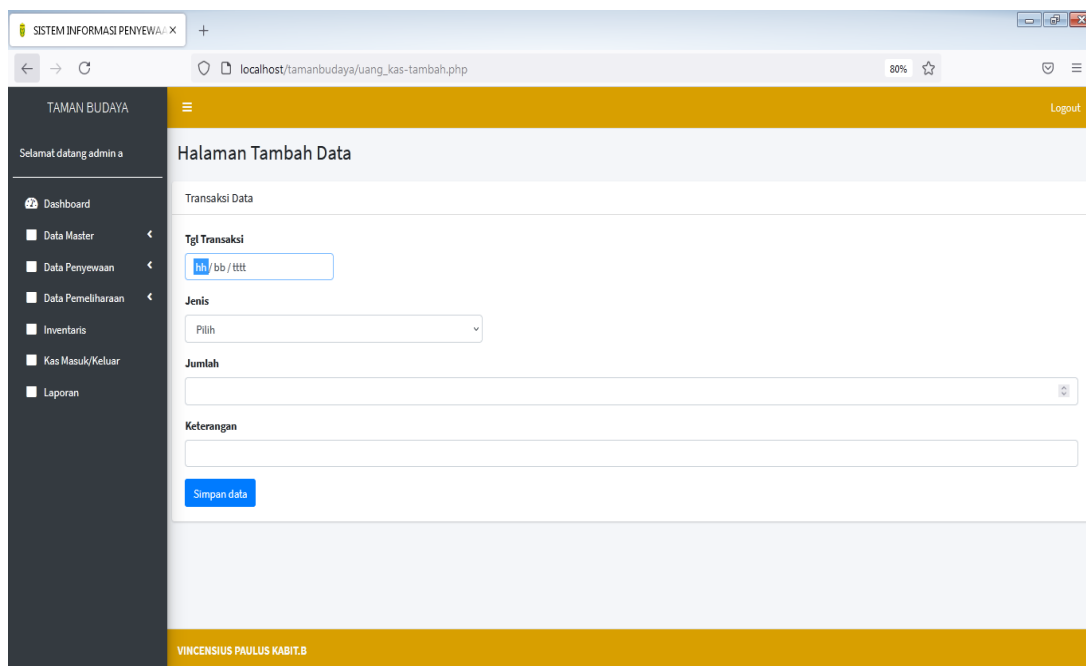 SISTEM INFORMASI PENYEWAA
localhost/tamanbudaya/uang_kas-tambah.php
80%
TAMAN BUDAYA
Logout
Selamat datang admin a
Halaman Tambah Data
Dashboard
Data Master
Data Penyewaan
Data Pemeliharaan
Inventaris
Kas Masuk/Keluar
Laporan
Transaksi Data
Tgl Transaksi
hh / bb / tttt
Jenis
Pilih
Jumlah
Keterangan
Simpan data
VINCENSIUS PAULUS KABIT.B